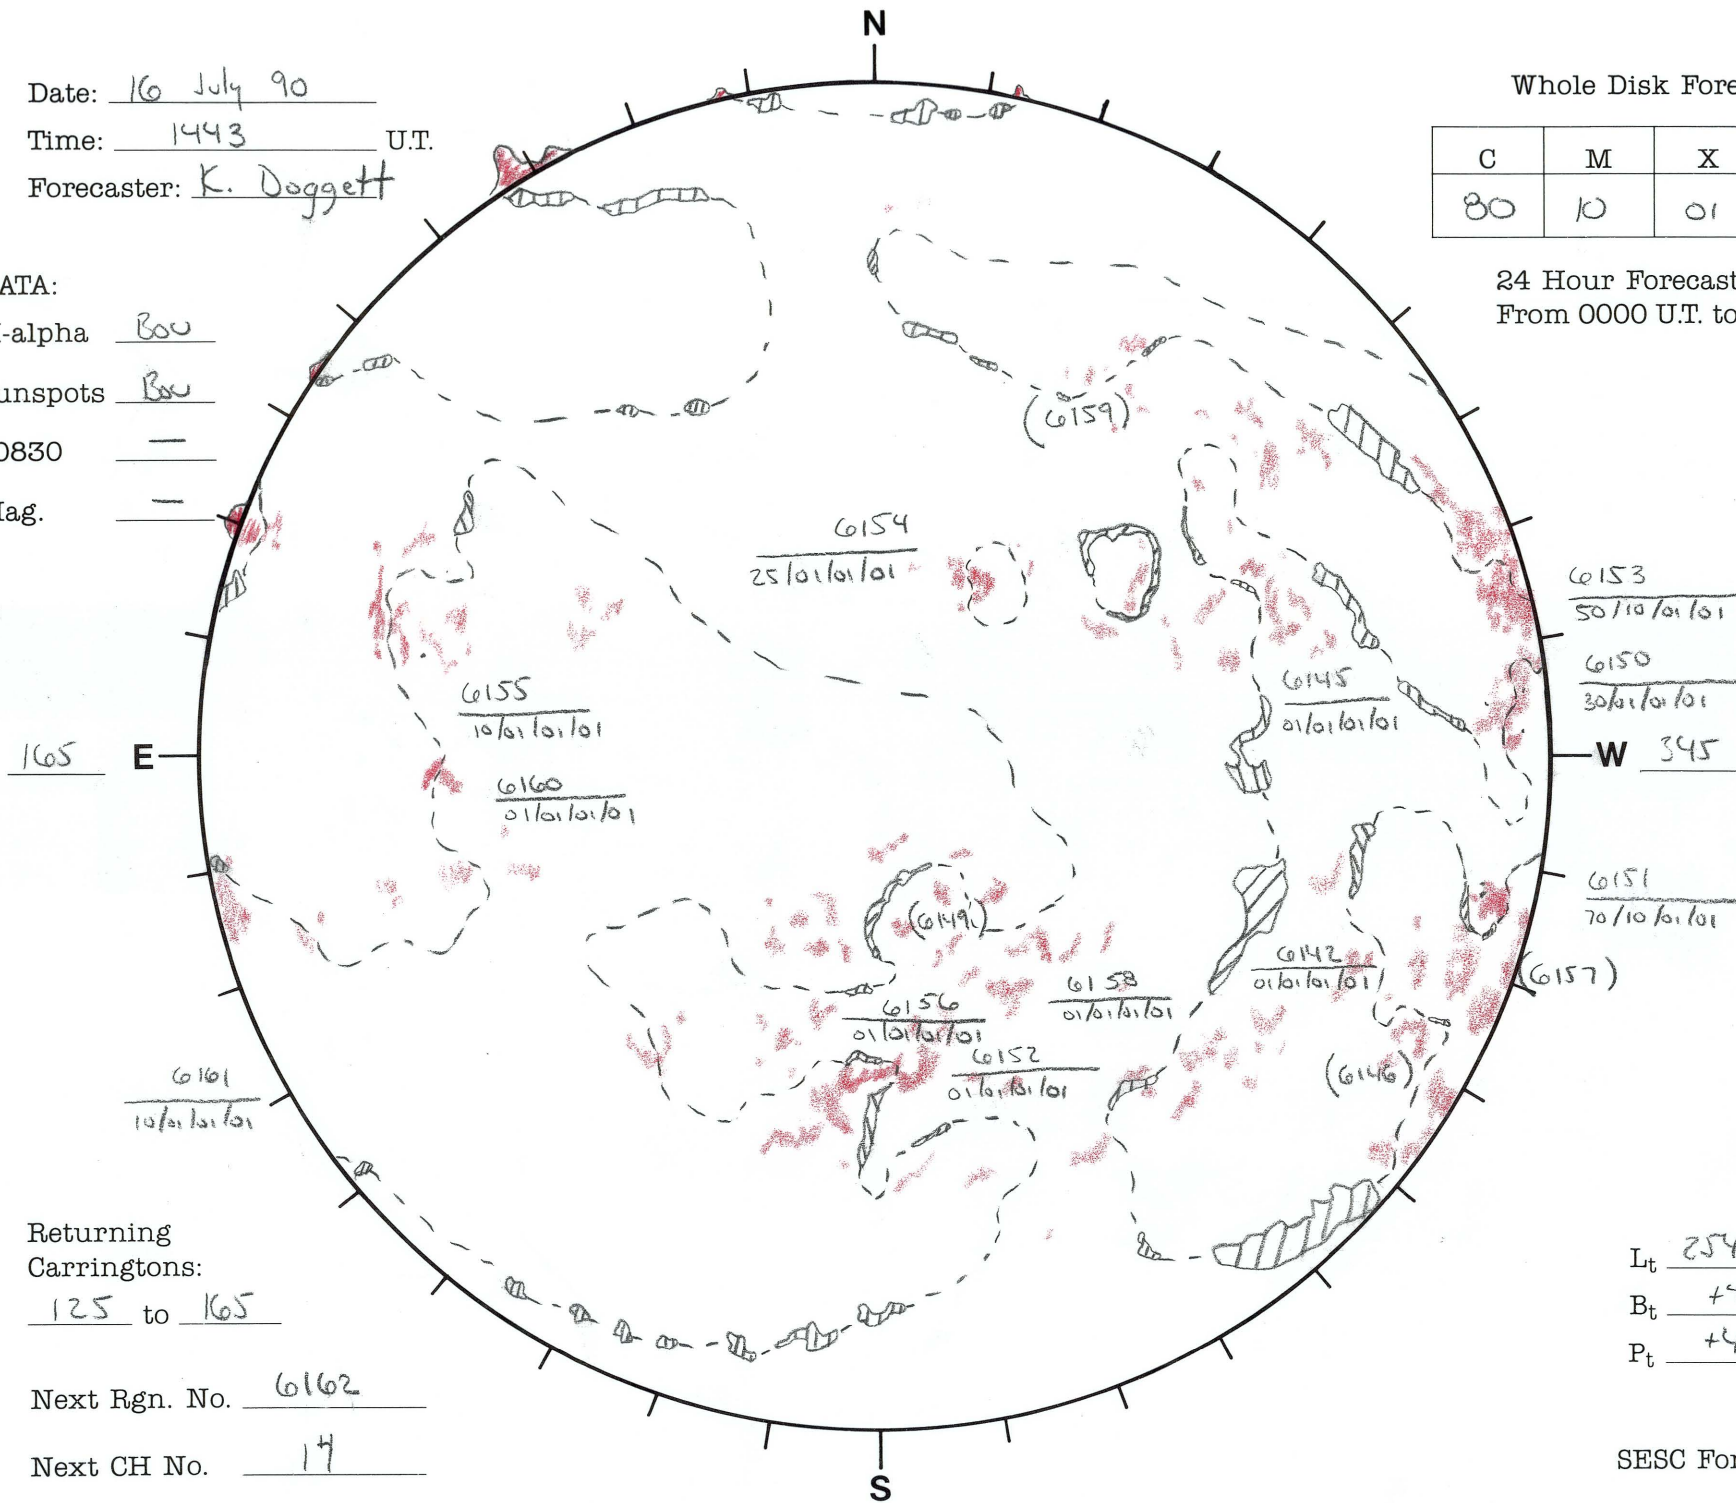 N
Date: 16 July 90
Time: 1443 U.T.
Forecaster: K. Doggett
Whole Disk Fore
C M X
80 10 01
24 Hour Forecast
From 0000 U.T. to
ATA:
-alpha Bou
unspots Bou
0830 —
ag. —
(6159)
6154
25/01/01/01
6153
50/10/01/01
6150
30/01/01/01
6155
10/01/01/01
6145
01/01/01/01
165 E
W 345
6160
01/01/01/01
6151
70/10/01/01
(6149)
6142
01/01/01/01
(6157)
6158
01/01/01/01
6156
01/01/01/01
6152
01/01/01/01
(6146)
6161
10/01/01/01
Returning
Carringtons:
125 to 165
Lt 254
Bt
Pt
Next Rgn. No. 6162
Next CH No. 14
S
SESC For